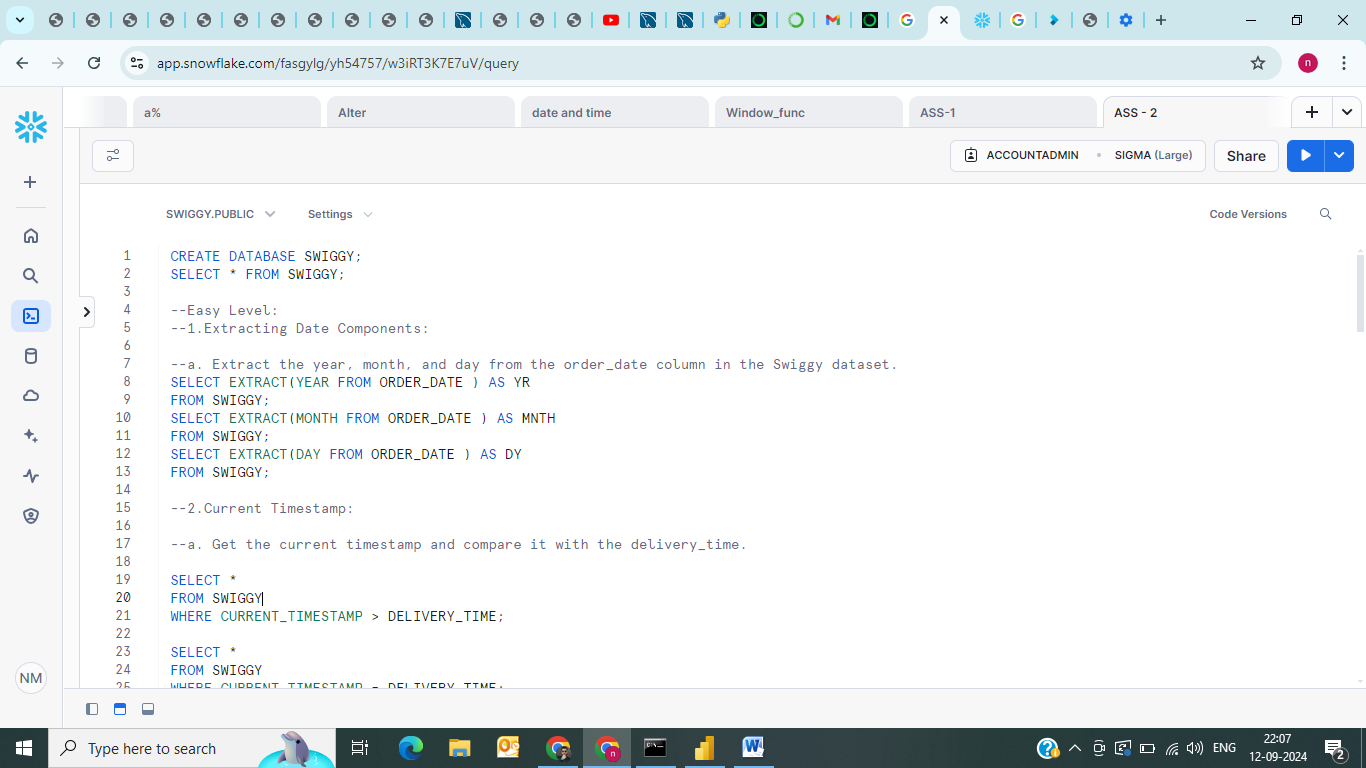 app.snowflake.com/fasgylg/yh54757/w3iRT3K7E7uV/query
n
a%
Alter
date and time
Window_func
ASS-1
ASS - 2
ACCOUNTADMIN
SIGMA (Large)
Share
SWIGGY.PUBLIC
Settings
Code Versions
1 CREATE DATABASE SWIGGY;
2 SELECT * FROM SWIGGY;
3
4 --Easy Level:
5 --1.Extracting Date Components:
6
7 --a. Extract the year, month, and day from the order_date column in the Swiggy dataset.
8 SELECT EXTRACT(YEAR FROM ORDER_DATE ) AS YR
9 FROM SWIGGY;
10 SELECT EXTRACT(MONTH FROM ORDER_DATE ) AS MNTH
11 FROM SWIGGY;
12 SELECT EXTRACT(DAY FROM ORDER_DATE ) AS DY
13 FROM SWIGGY;
14
15 --2.Current Timestamp:
16
17 --a. Get the current timestamp and compare it with the delivery_time.
18
19 SELECT *
20 FROM SWIGGY
21 WHERE CURRENT_TIMESTAMP > DELIVERY_TIME;
22
23 SELECT *
24 FROM SWIGGY
25 WHERE CURRENT_TIMESTAMP = DELIVERY_TIME;
NM
Type here to search
ENG
22:07
12-09-2024
2